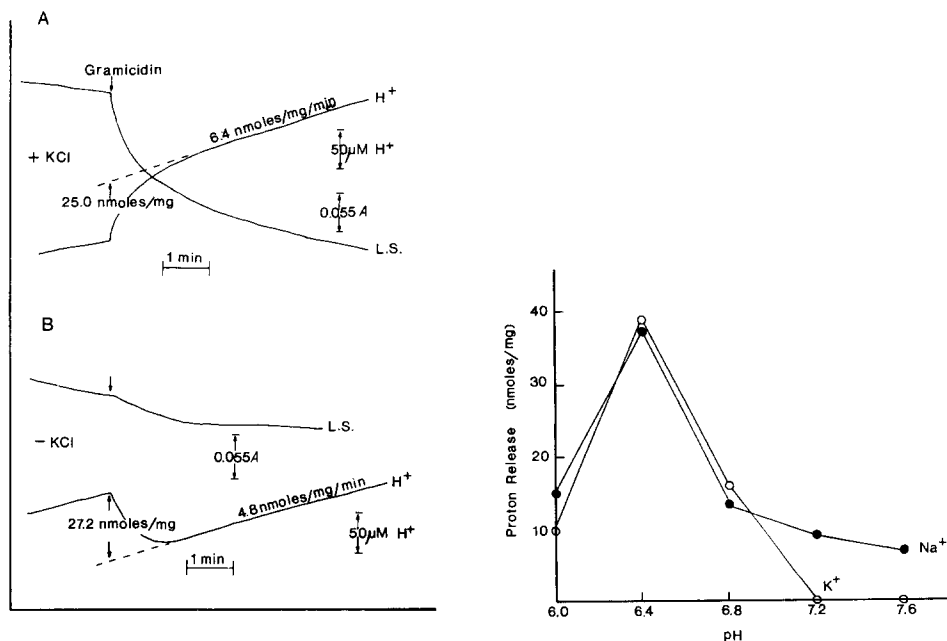 A
Gramicidin
H+
6.4 nmoles/mg/min
50µM H+
+ KCl
25.0 nmoles/mg
0.055A
L.S.
1 min
B
L.S.
- KCl
0.055A
H+
4.8 nmoles/mg/min
27.2 nmoles/mg
50µM H+
1 min
Proton Release (nmoles/mg)
40
30
20
10
Na+
K+
6.0 6.4 6.8 7.2 7.6
pH